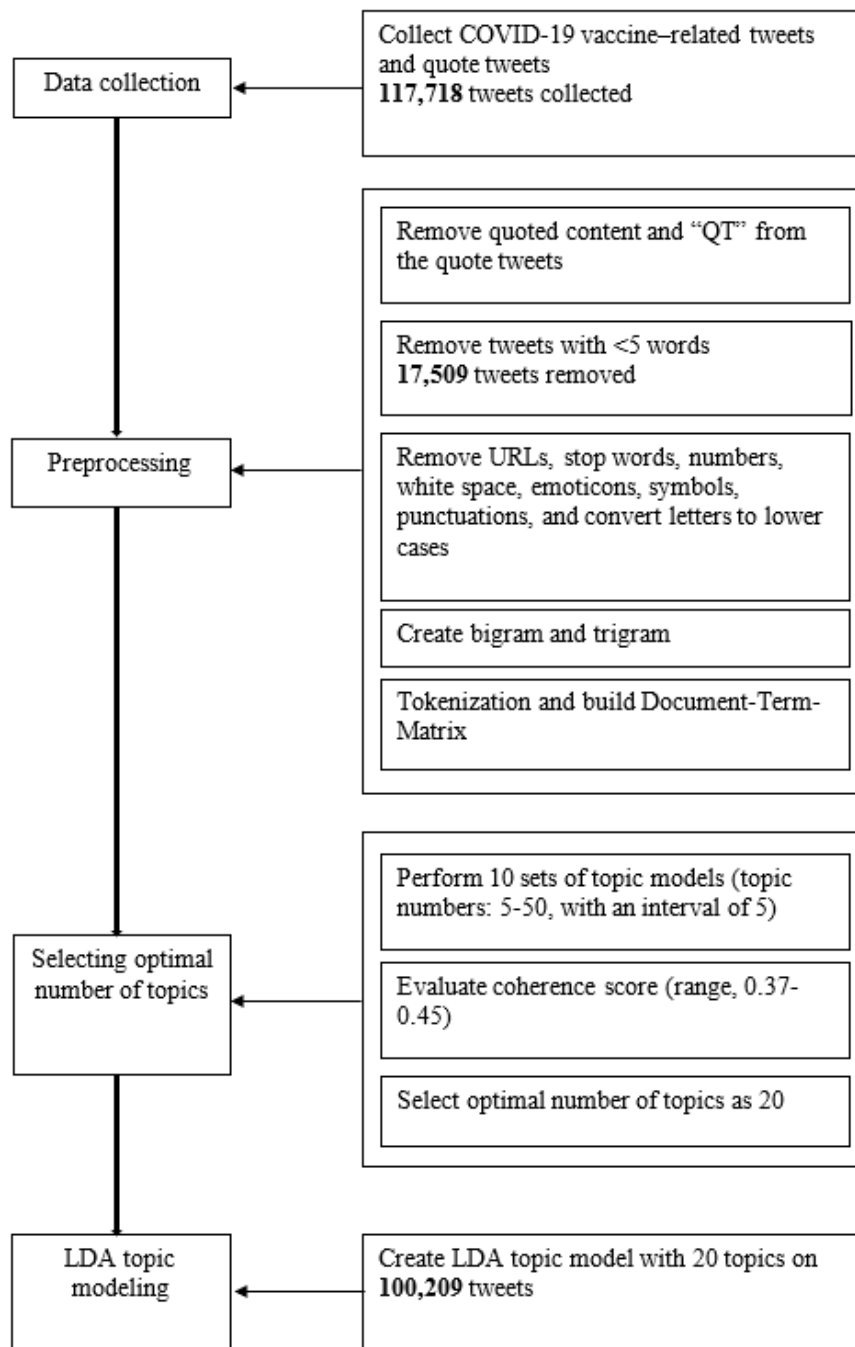 Collect COVID-19 vaccine–related tweets
and quote tweets
117,718 tweets collected
Data collection
Remove quoted content and “QT” from
the quote tweets
Remove tweets with <5 words
17,509 tweets removed
Preprocessing
Remove URLs, stop words, numbers,
white space, emoticons, symbols,
punctuations, and convert letters to lower
cases
Create bigram and trigram
Tokenization and build Document-Term-
Matrix
Perform 10 sets of topic models (topic
numbers: 5-50, with an interval of 5)
Selecting optimal
number of topics
Evaluate coherence score (range, 0.37-
0.45)
Select optimal number of topics as 20
LDA topic
modeling
Create LDA topic model with 20 topics on
100,209 tweets